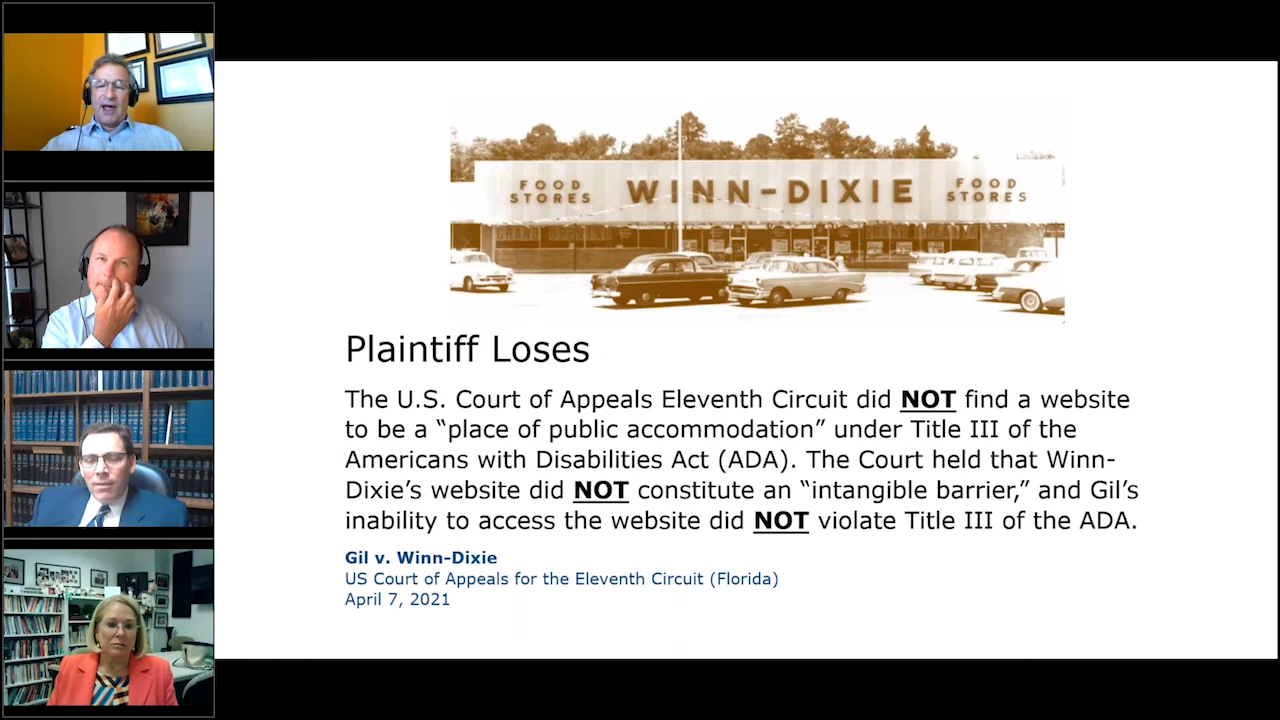 FOOD STORES
WINN-DIXIE
FOOD STORES
GRAND OPENING
GRAND OPENING
Plaintiff Loses
The U.S. Court of Appeals Eleventh Circuit did NOT find a website
to be a “place of public accommodation” under Title III of the
Americans with Disabilities Act (ADA). The Court held that Winn-
Dixie’s website did NOT constitute an “intangible barrier,” and Gil’s
inability to access the website did NOT violate Title III of the ADA.
Gil v. Winn-Dixie
US Court of Appeals for the Eleventh Circuit (Florida)
April 7, 2021